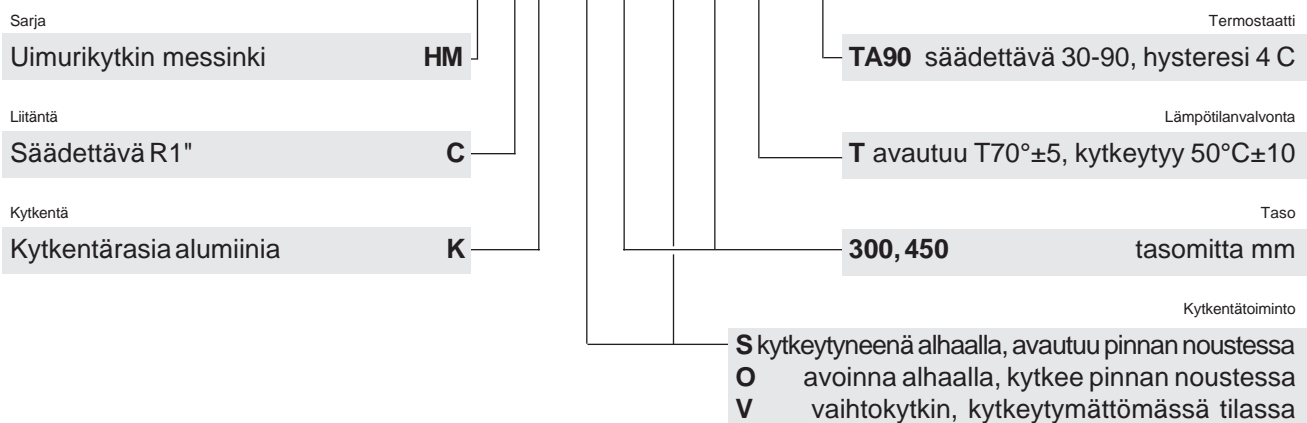 Sarja
Uimurikytkin messinki HM
Liitäntä
Säädettävä R1" C
Kytkentä
Kytkentärasia alumiinia K
Termostaatti
TA90 säädettävä 30-90, hysteresi 4 C
Lämpötilanvalvonta
T avautuu T70°±5, kytkeytyy 50°C±10
Taso
300, 450 tasomitta mm
Kytkentätoiminto
S kytkeytyneenä alhaalla, avautuu pinnan noustessa
O avoinna alhaalla, kytkee pinnan noustessa
V vaihtokytkin, kytkeytymättömässä tilassa